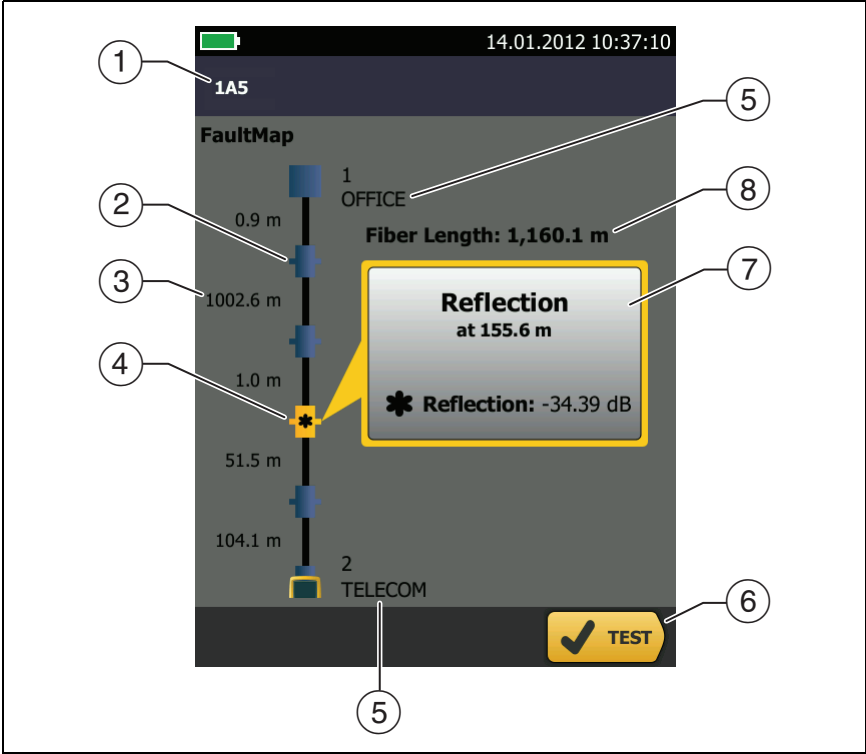 14.01.2012 10:37:10
1
1A5
5
FaultMap
1
OFFICE
8
2
0.9 m
Fiber Length: 1,160.1 m
7
3
1002.6 m
Reflection
at 155.6 m
4
1.0 m
✱ Reflection: -34.39 dB
✱
51.5 m
104.1 m
2
TELECOM
6
TEST
5